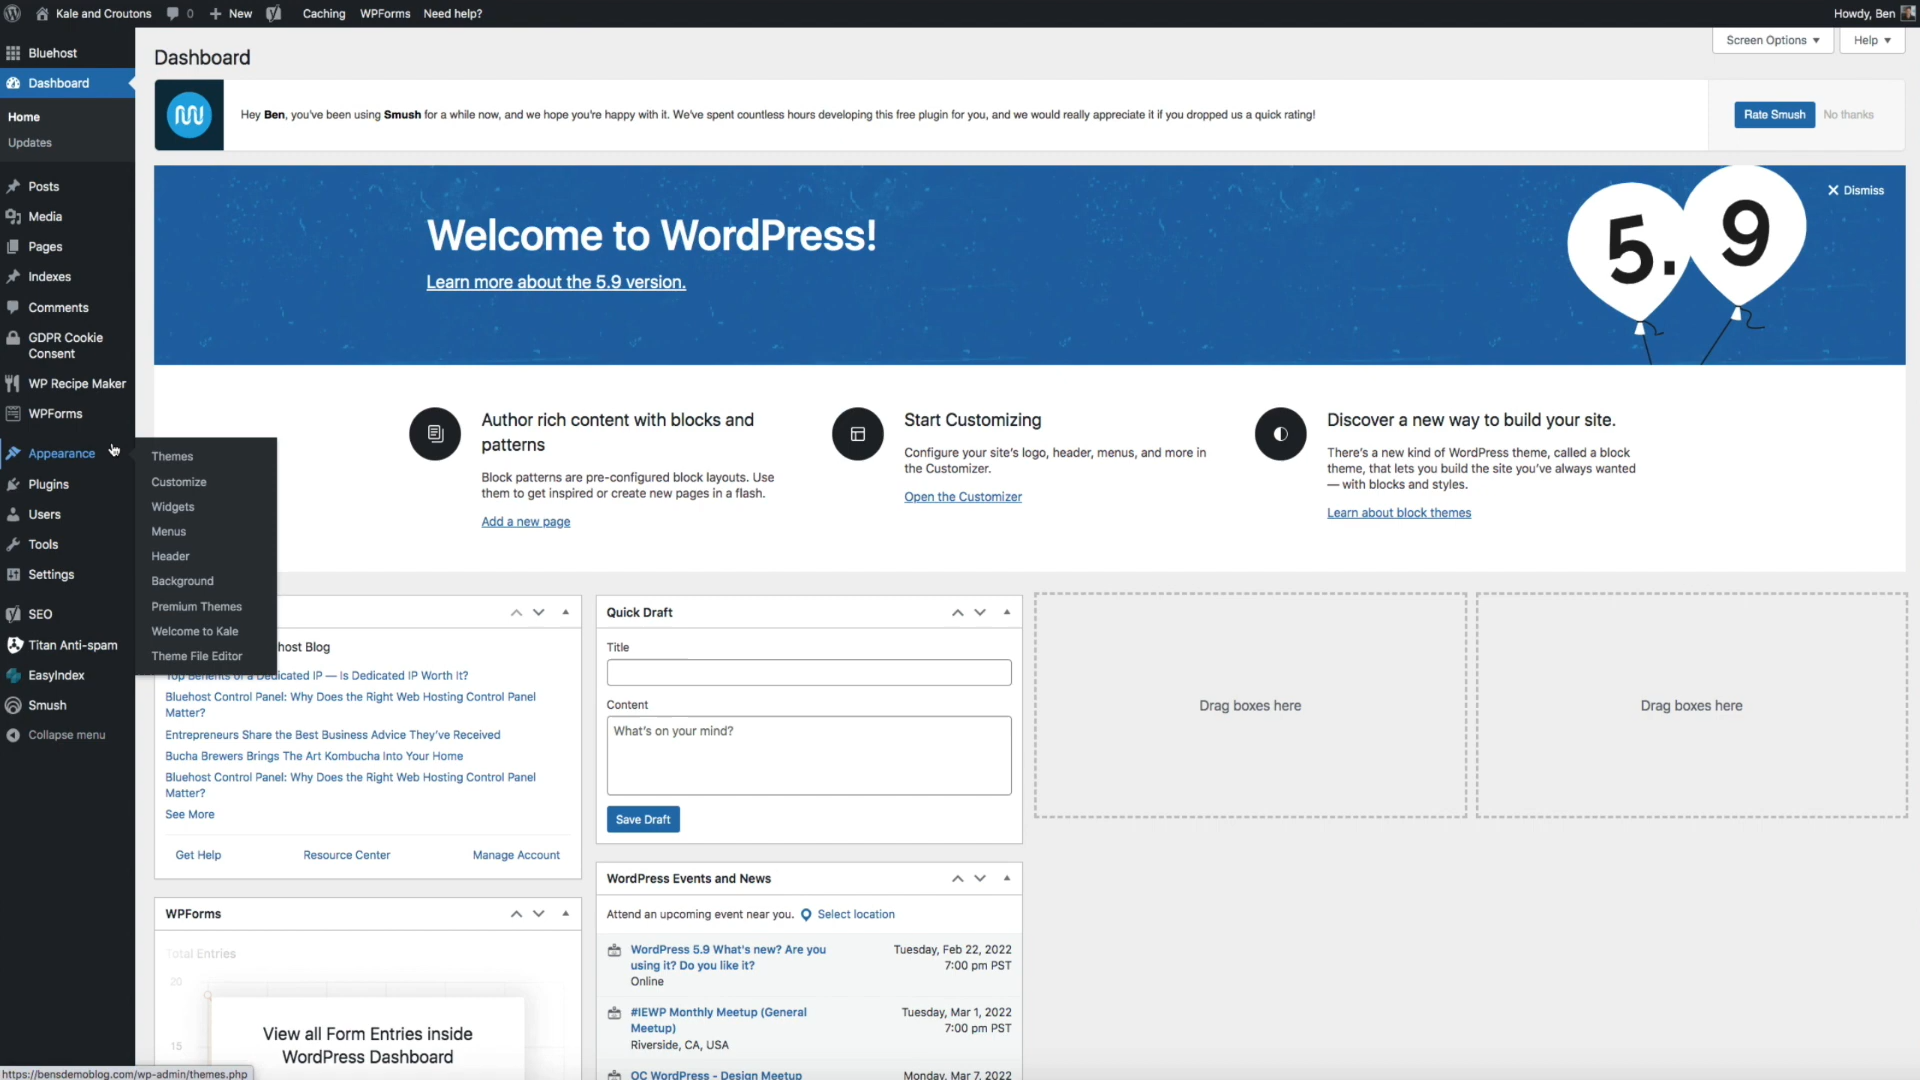 Kale and Croutons
0
New
Caching
WPForms
Need help?
Howdy, Ben
Bluehost
Dashboard
Home
Updates
Posts
Media
Pages
Indexes
Comments
GDPR Cookie
Consent
WP Recipe Maker
WPForms
Appearance
Plugins
Users
Tools
Settings
SEO
Titan Anti-spam
EasyIndex
Smush
Collapse menu
Themes
Customize
Widgets
Menus
Header
Background
Premium Themes
Welcome to Kale
Theme File Editor
Dashboard
Screen Options
Help
Hey Ben, you've been using Smush for a while now, and we hope you're happy with it. We've spent countless hours developing this free plugin for you, and we would really appreciate it if you dropped us a quick rating!
Rate Smush
No thanks
Welcome to WordPress!
Learn more about the 5.9 version.
5.
9
Dismiss
Author rich content with blocks and
patterns
Block patterns are pre-configured block layouts. Use
them to get inspired or create new pages in a flash.
Add a new page
Start Customizing
Configure your site's logo, header, menus, and more in
the Customizer.
Open the Customizer
Discover a new way to build your site.
There's a new kind of WordPress theme, called a block
theme, that lets you build the site you've always wanted
— with blocks and styles.
Learn about block themes
host Blog
Top Benefits of a Dedicated IP — Is Dedicated IP Worth It?
Bluehost Control Panel: Why Does the Right Web Hosting Control Panel
Matter?
Entrepreneurs Share the Best Business Advice They've Received
Bucha Brewers Brings The Art Kombucha Into Your Home
Bluehost Control Panel: Why Does the Right Web Hosting Control Panel
Matter?
See More
Get Help
Resource Center
Manage Account
WPForms
Total Entries
20
15
View all Form Entries inside
WordPress Dashboard
Quick Draft
Title
Content
What's on your mind?
Save Draft
WordPress Events and News
Attend an upcoming event near you.
Select location
WordPress 5.9 What's new? Are you
using it? Do you like it?
Online
Tuesday, Feb 22, 2022
7:00 pm PST
#IEWP Monthly Meetup (General
Meetup)
Riverside, CA, USA
Tuesday, Mar 1, 2022
7:00 pm PST
OC WordPress - Design Meetup
Monday, Mar 7, 2022
Drag boxes here
Drag boxes here
https://bensdemoblog.com/wp-admin/themes.php